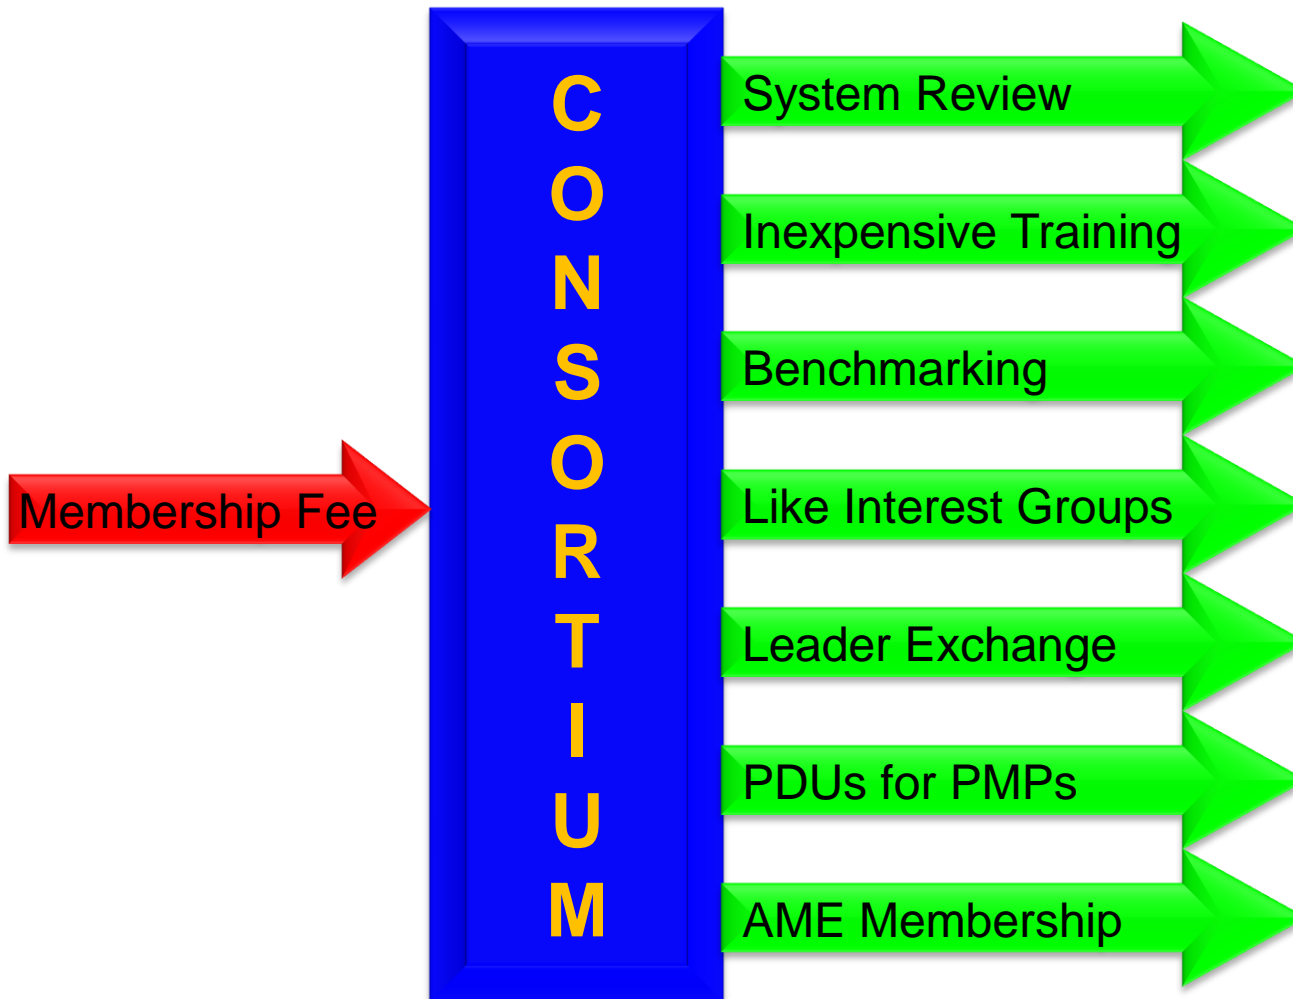 Membership Fee
C
O
N
S
O
R
T
I
U
M
System Review
Inexpensive Training
Benchmarking
Like Interest Groups
Leader Exchange
PDUs for PMPs
AME Membership